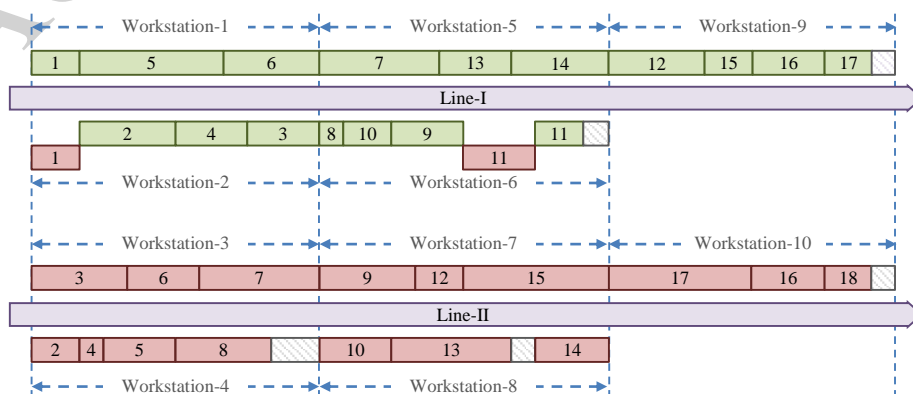 Workstation-1 Workstation-5 Workstation-9
1 5 6 7 13 14 12 15 16 17
Line-I
2 4 3 8 10 9 11
1 11
Workstation-2 Workstation-6
Workstation-3 Workstation-7 Workstation-10
3 6 7 9 12 15 17 16 18
Line-II
2 4 5 8 10 13 14
Workstation-4 Workstation-8